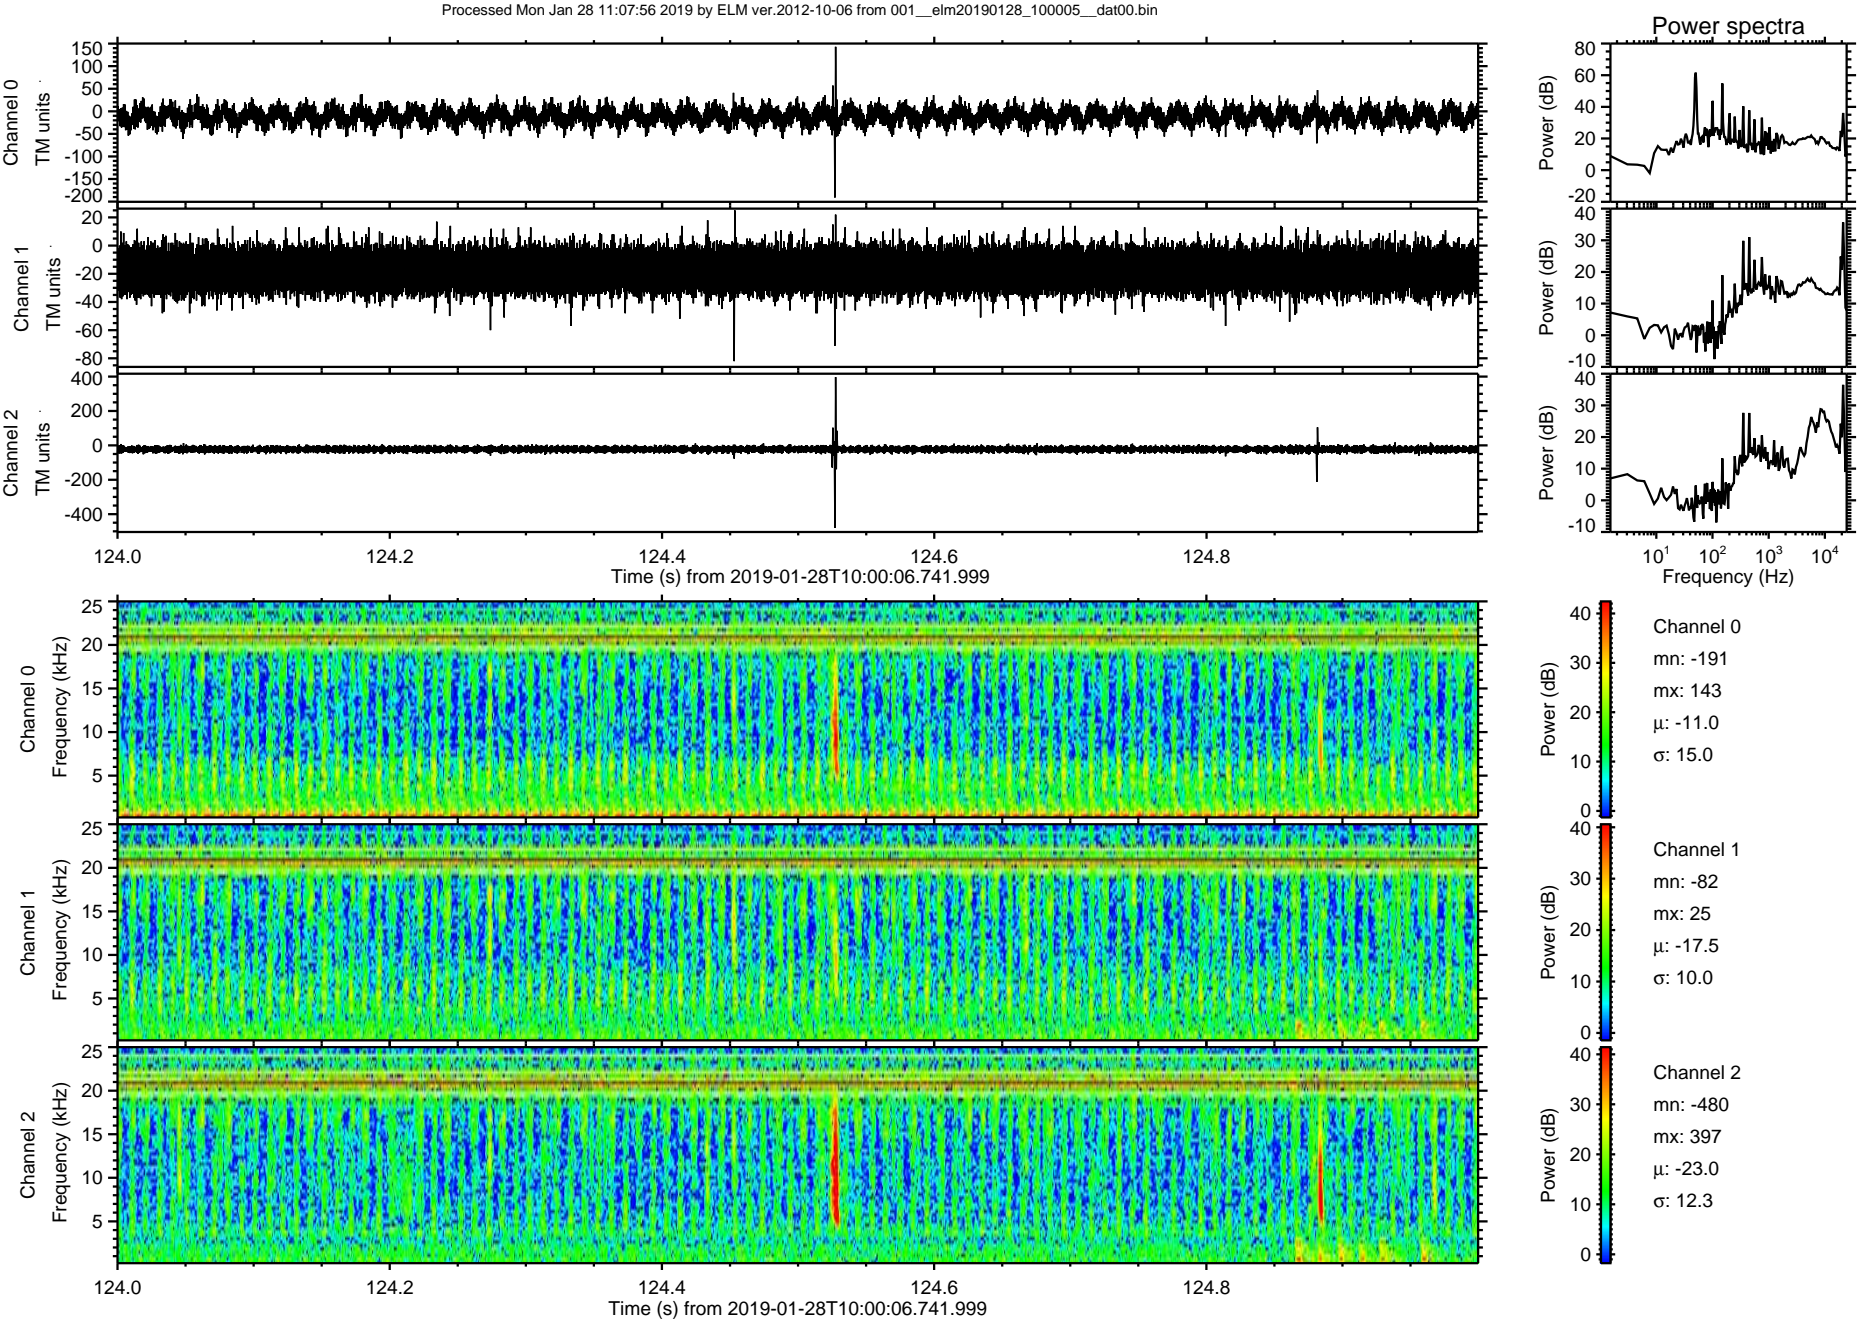 Processed Mon Jan 28 11:07:56 2019 by ELM ver.2012-10-06 from 001__elm20190128_100005__dat00.bin
Power spectra
Channel 0
TM units
150
100
50
0
-50
-100
-150
-200
Power (dB)
80
60
40
20
0
-20
Channel 1
TM units
20
0
-20
-40
-60
-80
Power (dB)
40
30
20
10
0
-10
Channel 2
TM units
400
200
0
-200
-400
Power (dB)
40
30
20
10
0
-10
124.0 124.2 124.4 124.6 124.8
Time (s) from 2019-01-28T10:00:06.741.999
10¹ 10² 10³ 10⁴
Frequency (Hz)
Channel 0
Frequency (kHz)
25
20
15
10
5
Power (dB)
40
30
20
10
0
Channel 0
mn: -191
mx: 143
µ: -11.0
σ: 15.0
Channel 1
Frequency (kHz)
25
20
15
10
5
Power (dB)
40
30
20
10
0
Channel 1
mn: -82
mx: 25
µ: -17.5
σ: 10.0
Channel 2
Frequency (kHz)
25
20
15
10
5
Power (dB)
40
30
20
10
0
Channel 2
mn: -480
mx: 397
µ: -23.0
σ: 12.3
124.0 124.2 124.4 124.6 124.8
Time (s) from 2019-01-28T10:00:06.741.999